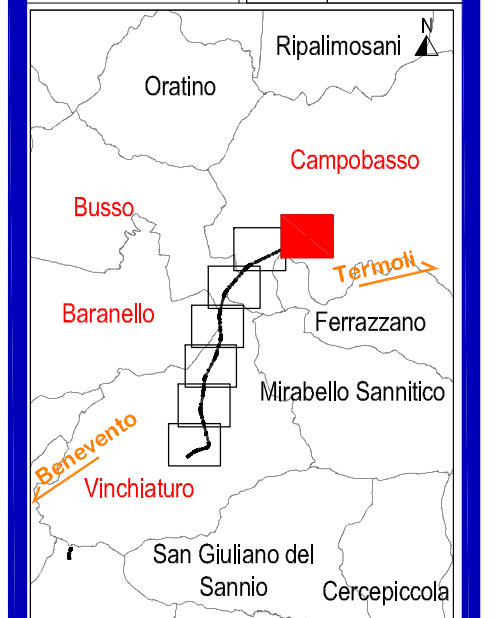 N
Ripalimosani
Oratino
Campobasso
Busso
Termoli
Baranello
Ferrazzano
Mirabello Sannitico
Benevento
Vinchiaturo
San Giuliano del
Sannio
Cercepiccola